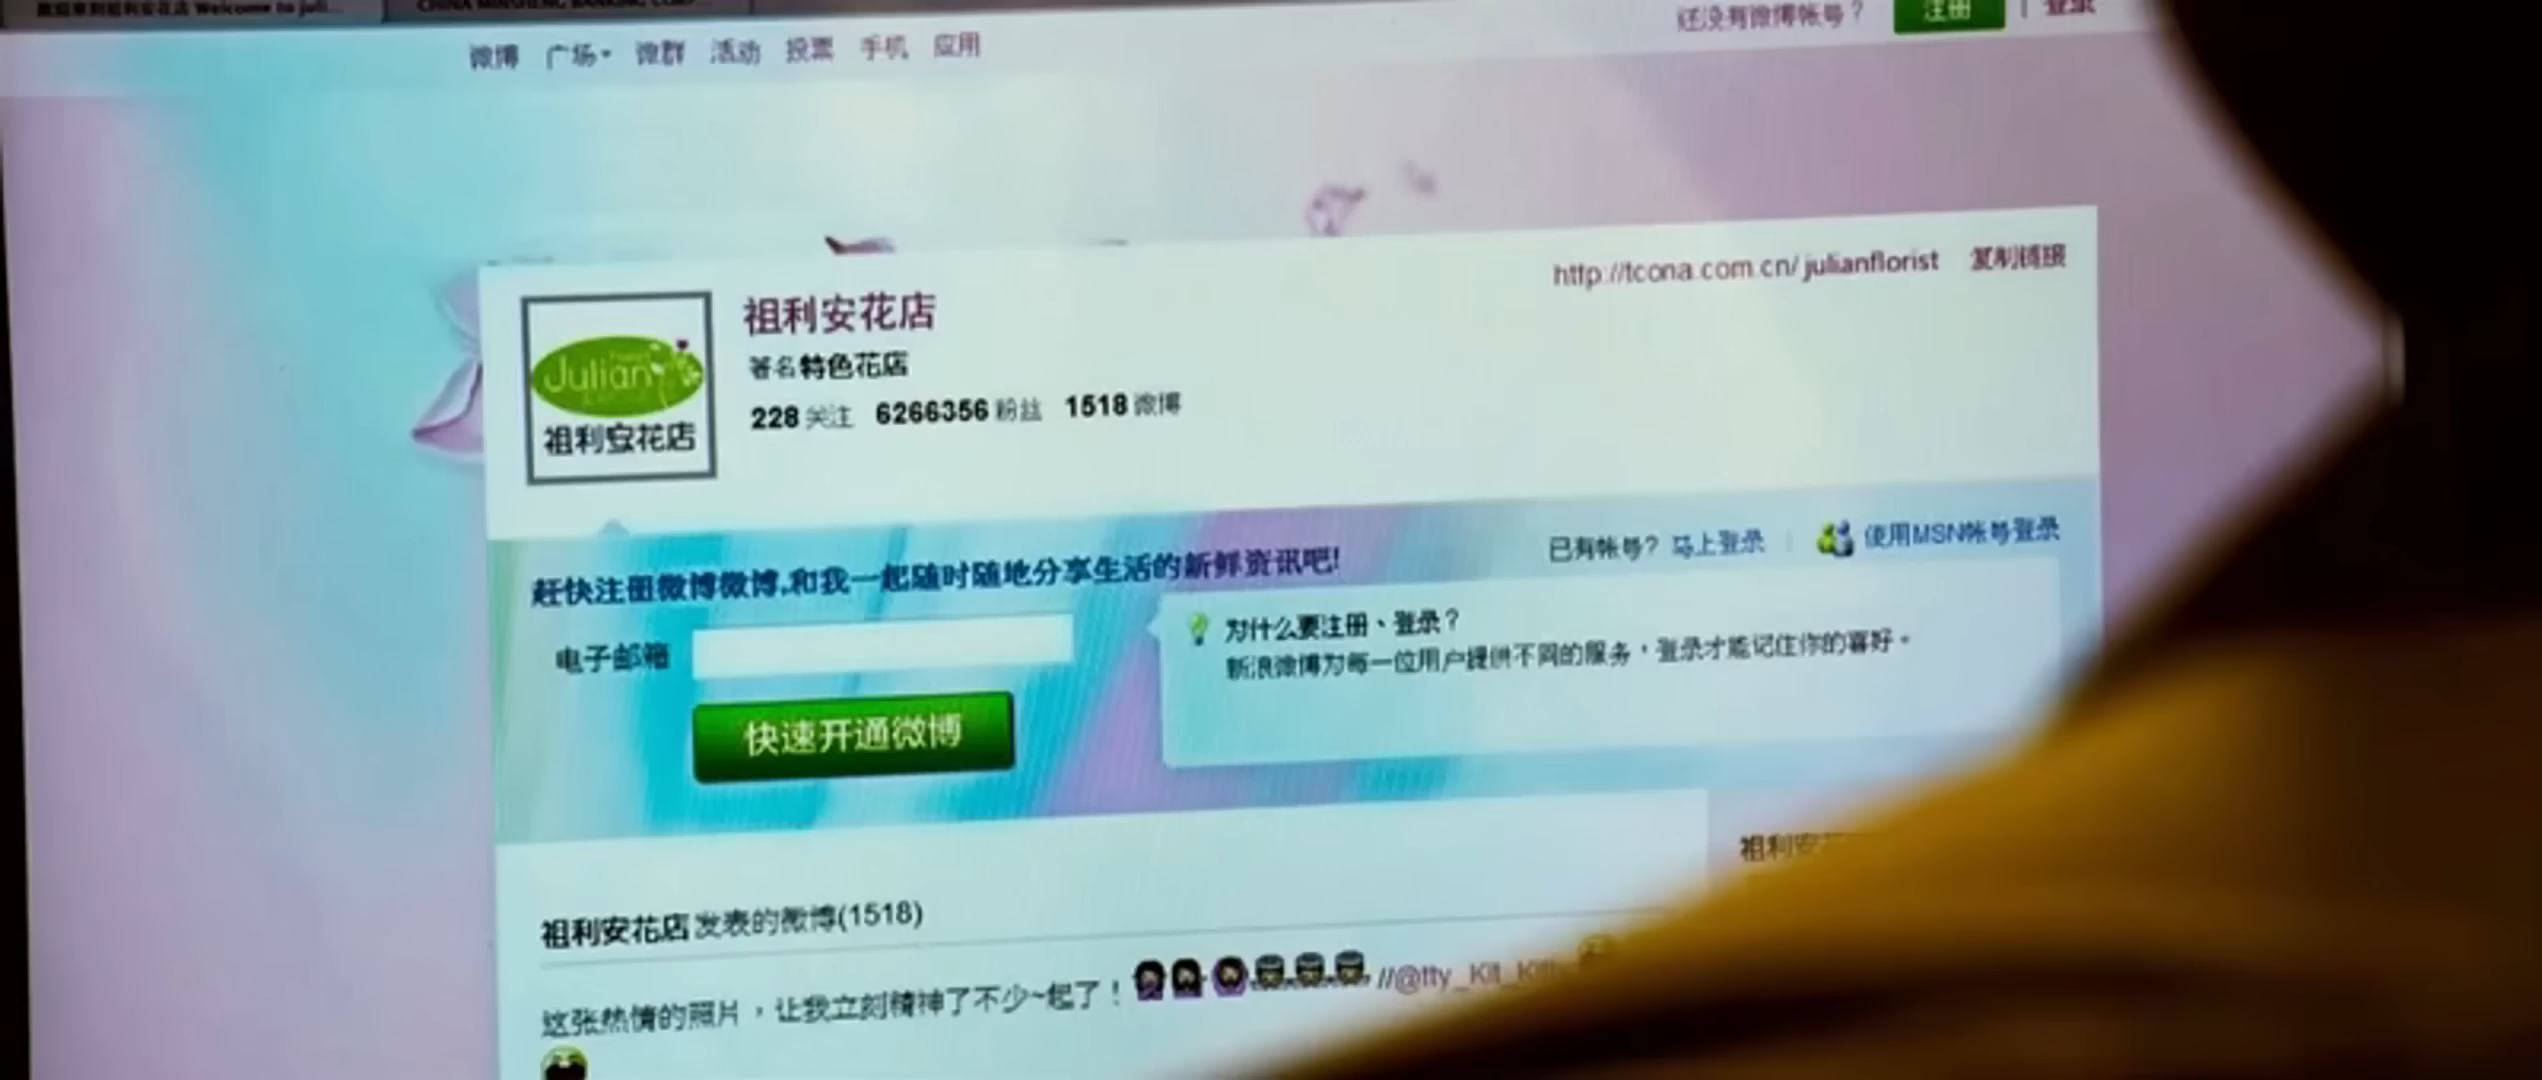 Welcome to juli...
还没有微博帐号？ 注册 | 登录
微博 广场 微群 活动 投票 手机 应用
http://tcona.com.cn/julianflorist 复制链接
祖利安花店
著名特色花店
228 关注 6266356 粉丝 1518 微博
Julian
祖利安花店
已有帐号？ 马上登录 使用MSN帐号登录
赶快注册微博微博,和我一起随时随地分享生活的新鲜资讯吧!
为什么要注册、登录？
新浪微博为每一位用户提供不同的服务，登录才能记住你的喜好。
电子邮箱
快速开通微博
祖利安
祖利安花店发表的微博(1518)
这张热情的照片，让我立刻精神了不少~起了！ //@tty_Kit_